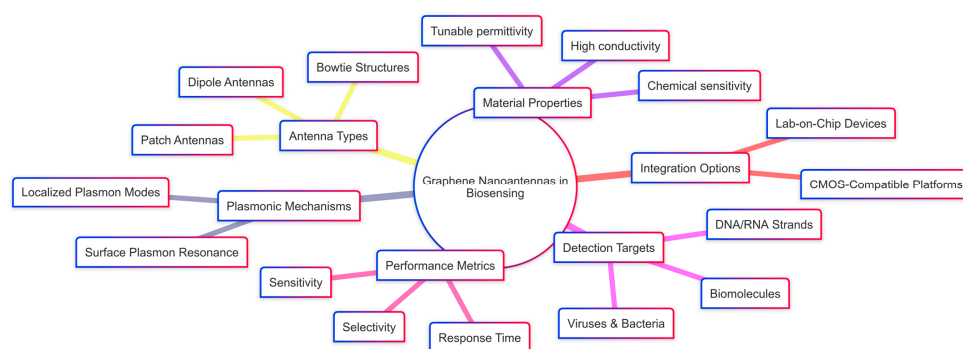 Tunable permittivity
High conductivity
Bowtie Structures
Dipole Antennas
Chemical sensitivity
Material Properties
Lab-on-Chip Devices
Antenna Types
Patch Antennas
Integration Options
Graphene Nanoantennas in
Biosensing
CMOS-Compatible Platforms
Localized Plasmon Modes
Plasmonic Mechanisms
DNA/RNA Strands
Detection Targets
Surface Plasmon Resonance
Performance Metrics
Sensitivity
Biomolecules
Selectivity
Viruses & Bacteria
Response Time